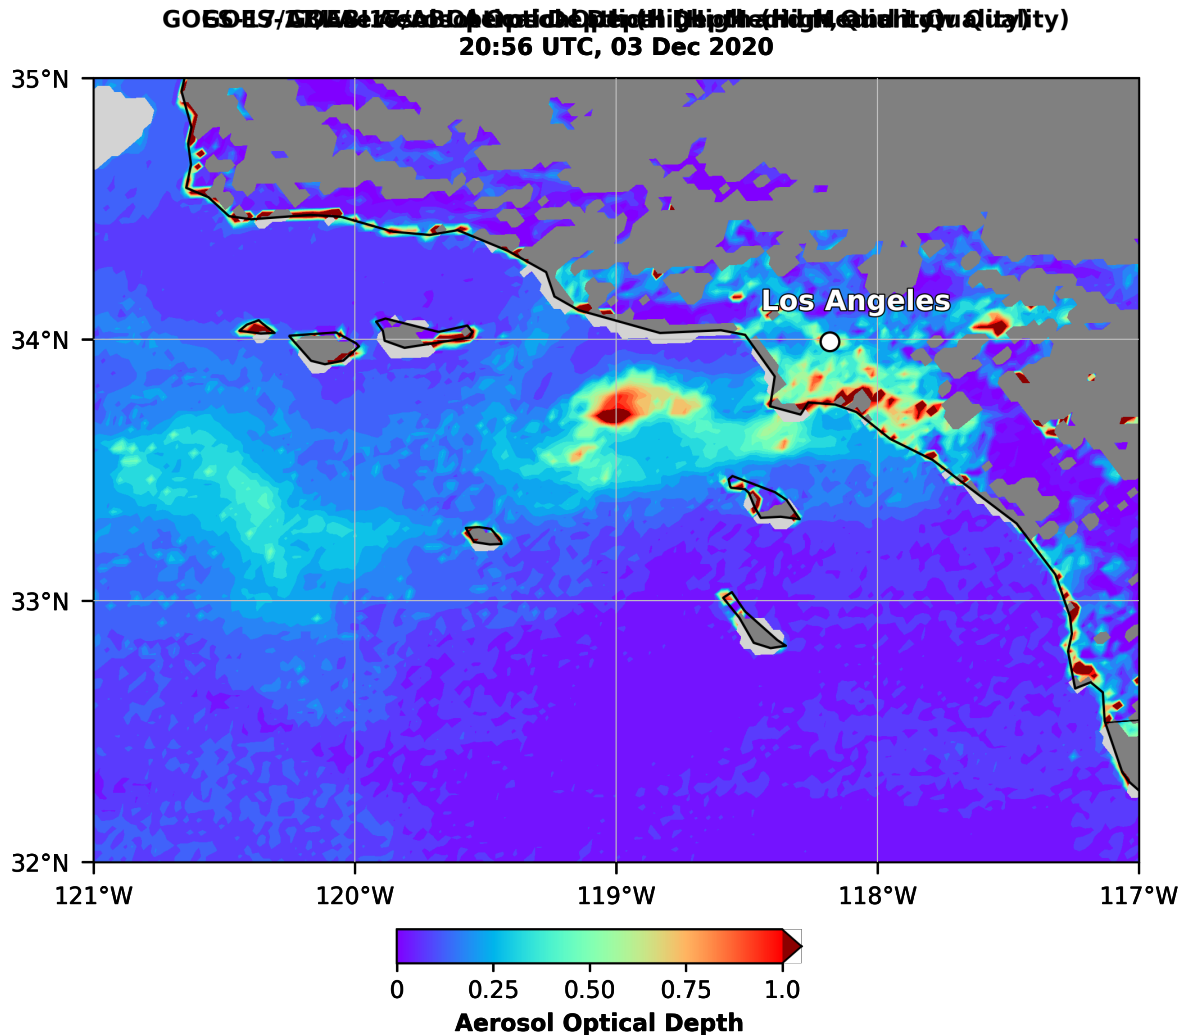 20:56 UTC, 03 Dec 2020
35°N
Los Angeles
34°N
33°N
32°N
121°W 120°W 119°W 118°W 117°W
0 0.25 0.50 0.75 1.0
Aerosol Optical Depth